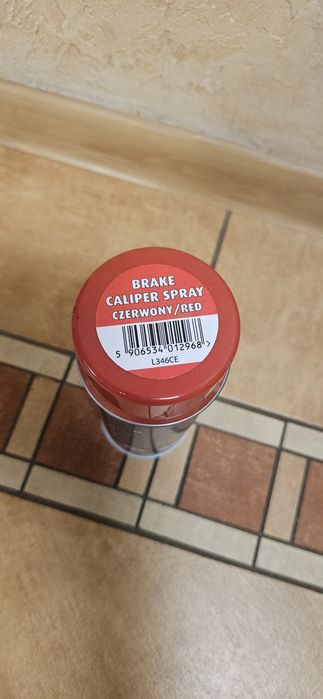 BRAKE
CALIPER SPRAY
CZERWONY/RED
5 906534 012968 >
L346CE